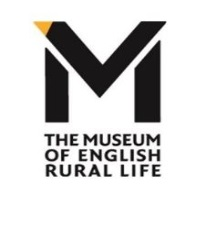 M
THE MUSEUM
OF ENGLISH
RURAL LIFE